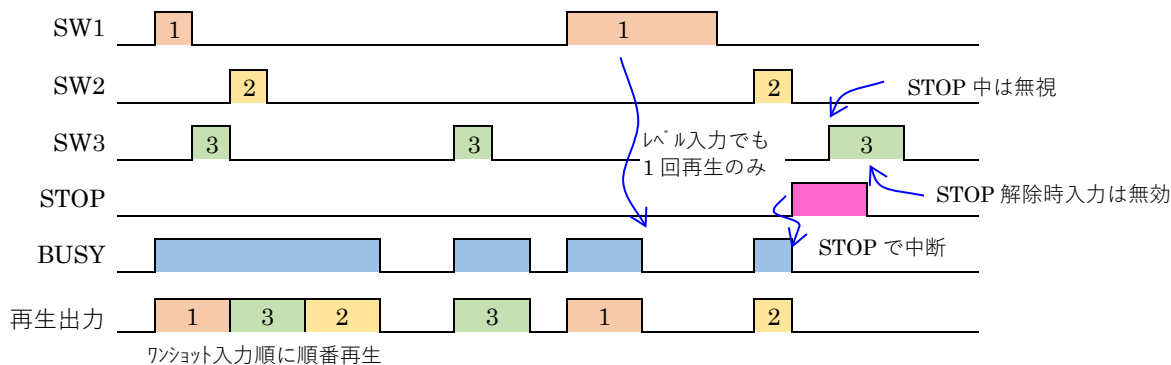 SW1 1 1
SW2 2 2 STOP 中は無視
SW3 3 3 3
ﾚﾍﾞﾙ入力でも
1 回再生のみ
STOP STOP 解除時入力は無効
BUSY STOP で中断
再生出力 1 3 2 3 1 2
ﾜﾝｼｮｯﾄ入力順に順番再生